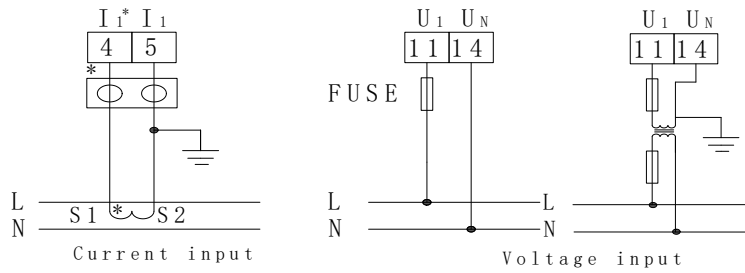 I1* I1
4 5
*
L
N
S1 * S2
Current input
U1 UN
11 14
FUSE
U1 UN
11 14
L
N
Voltage input